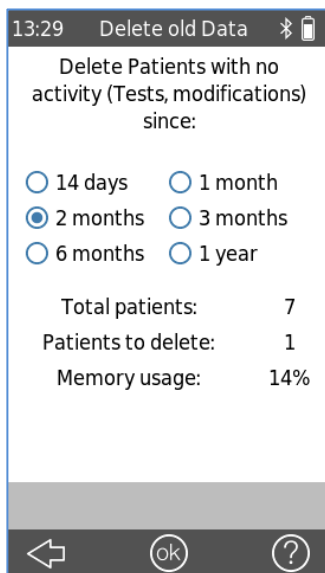 13:29 Delete old Data
Delete Patients with no
activity (Tests, modifications)
since:
14 days 1 month
2 months 3 months
6 months 1 year
Total patients: 7
Patients to delete: 1
Memory usage: 14%
ok ?